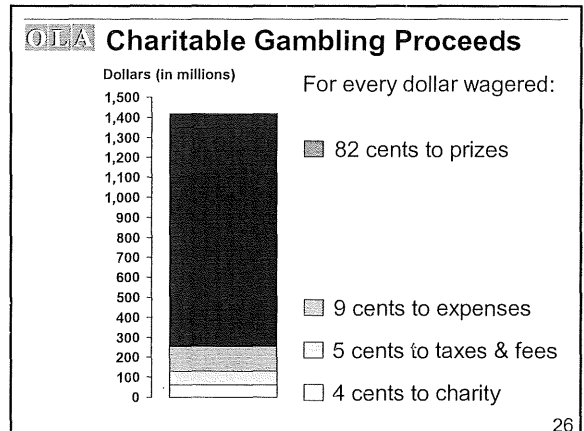 OLA Charitable Gambling Proceeds
Dollars (in millions)
For every dollar wagered:
1,500
1,400
1,300
1,200
1,100
1,000
900
800
700
600
500
400
300
200
100
0
82 cents to prizes
9 cents to expenses
5 cents to taxes & fees
4 cents to charity
26